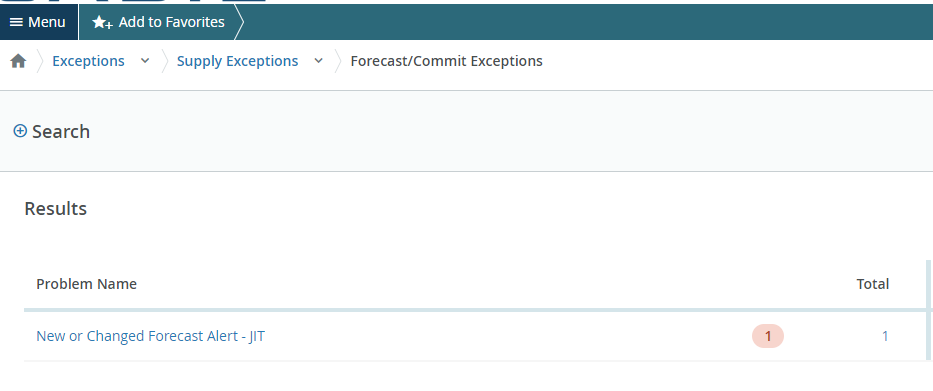 Menu Add to Favorites
Exceptions Supply Exceptions Forecast/Commit Exceptions
Search
Results
Problem Name Total
New or Changed Forecast Alert - JIT 1 1